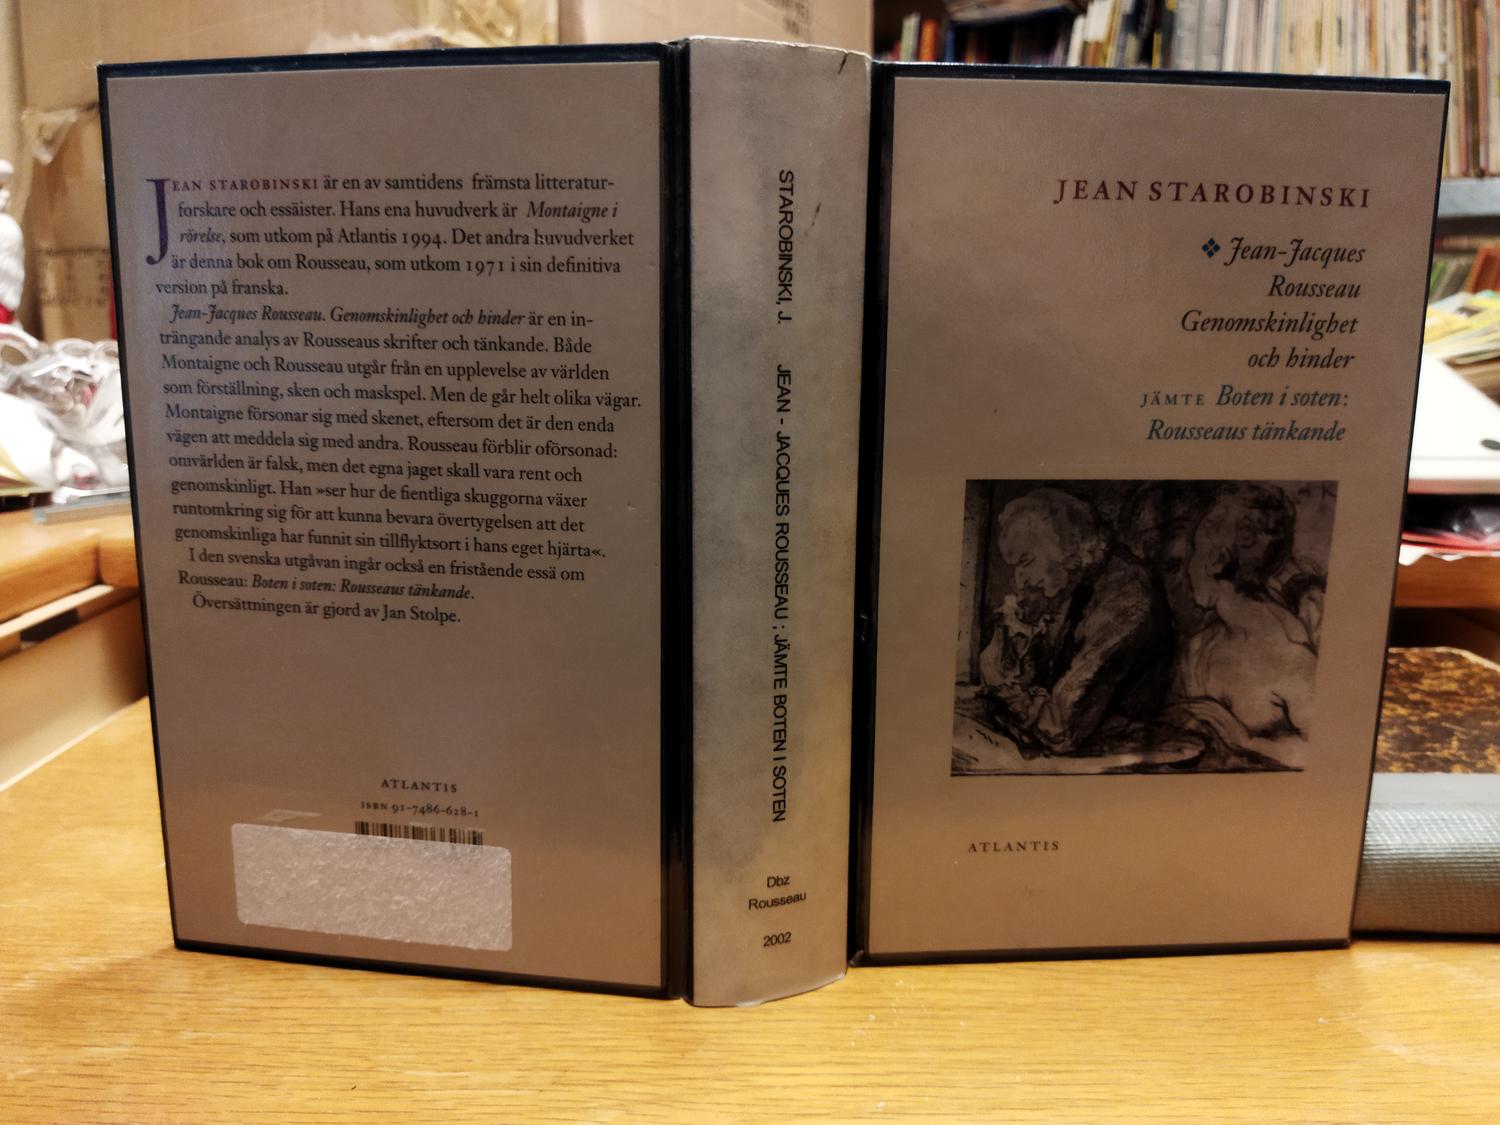 JEAN STAROBINSKI är en av samtidens främsta litteratur-
forskare och essäister. Hans ena huvudverk är Montaigne i
rörelse, som utkom på Atlantis 1994. Det andra huvudverket
är denna bok om Rousseau, som utkom 1971 i sin definitiva
version på franska.
Jean-Jacques Rousseau. Genomskinlighet och hinder är en in-
trängande analys av Rousseaus skrifter och tänkande. Både
Montaigne och Rousseau utgår från en upplevelse av världen
som förställning, sken och maskspel. Men de går helt olika vägar.
Montaigne försonar sig med skenet, eftersom det är den enda
vägen att meddela sig med andra. Rousseau förblir oförsonad:
omvärlden är falsk, men det egna jaget skall vara rent och
genomskinligt. Han »ser hur de fientliga skuggorna växer
runtomkring sig för att kunna bevara övertygelsen att det
genomskinliga har funnit sin tillflyktsort i hans eget hjärta«.
I den svenska utgåvan ingår också en fristående essä om
Rousseau: Boten i soten: Rousseaus tänkande.
Översättningen är gjord av Jan Stolpe.
ATLANTIS
ISBN 91-7486-628-1
STAROBINSKI, J. JEAN - JACQUES ROUSSEAU ; JÄMTE BOTEN I SOTEN
Dbz
Rousseau
2002
JEAN STAROBINSKI
❖ Jean-Jacques
Rousseau
Genomskinlighet
och hinder
JÄMTE Boten i soten:
Rousseaus tänkande
ATLANTIS